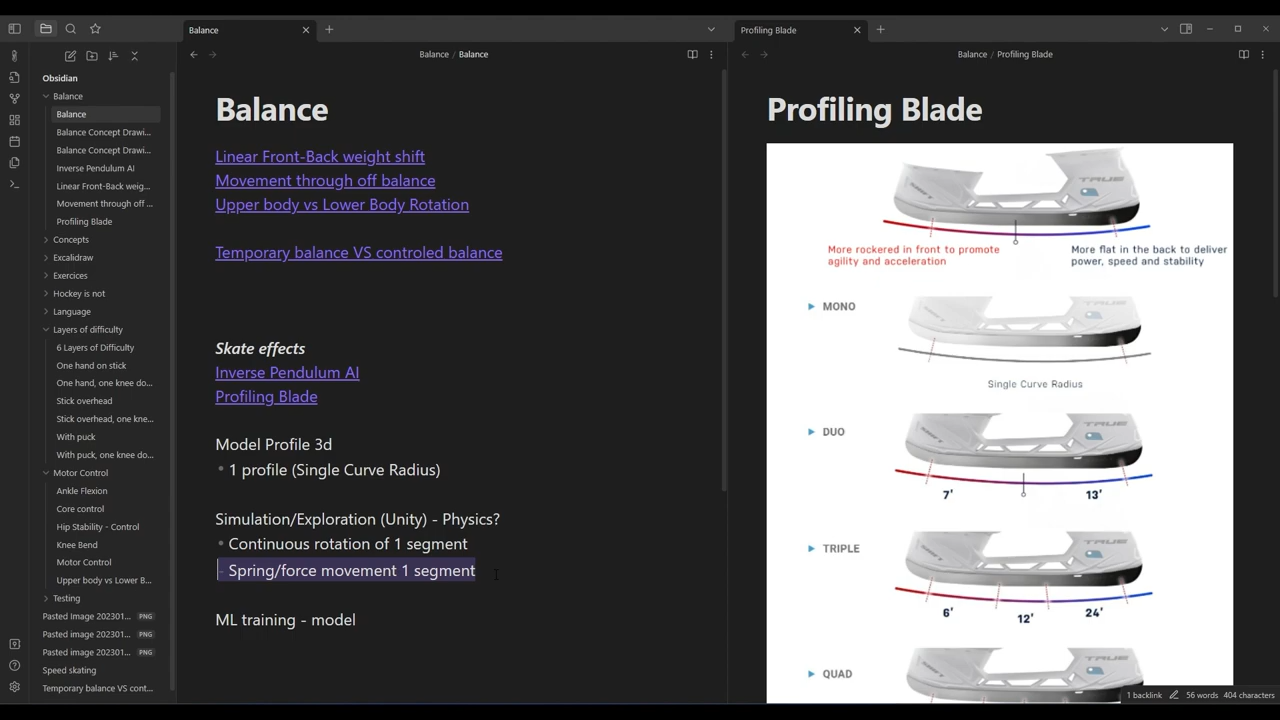 Balance
Profiling Blade
Balance / Balance
Balance / Profiling Blade
Obsidian
Balance
Balance
Balance Concept Drawi...
Balance Concept Drawi...
Inverse Pendulum AI
Linear Front-Back weig...
Movement through off ...
Profiling Blade
Concepts
Excalidraw
Exercices
Hockey is not
Language
Layers of difficulty
6 Layers of Difficulty
One hand on stick
One hand, one knee do...
Stick overhead
Stick overhead, one kne...
With puck
With puck, one knee do...
Motor Control
Ankle Flexion
Core control
Hip Stability - Control
Knee Bend
Motor Control
Upper body vs Lower B...
Testing
Pasted Image 202301... PNG
Pasted image 202301... PNG
Pasted image 202301... PNG
Speed skating
Temporary balance VS cont...
Balance
Linear Front-Back weight shift
Movement through off balance
Upper body vs Lower Body Rotation
Temporary balance VS controled balance
Skate effects
Inverse Pendulum AI
Profiling Blade
Model Profile 3d
• 1 profile (Single Curve Radius)
Simulation/Exploration (Unity) - Physics?
• Continuous rotation of 1 segment
- Spring/force movement 1 segment
ML training - model
Profiling Blade
TRUE
More rockered in front to promote
agility and acceleration
More flat in the back to deliver
power, speed and stability
MONO
Single Curve Radius
TRUE
DUO
7'
13'
TRUE
TRIPLE
6'
12'
24'
TRUE
QUAD
1 backlink 56 words 404 characters